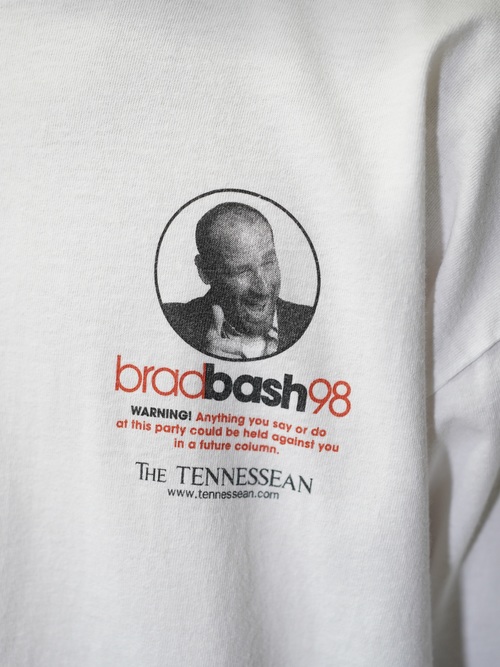 bradbash98
WARNING! Anything you say or do
at this party could be held against you
in a future column.
THE TENNESSEAN
www.tennessean.com